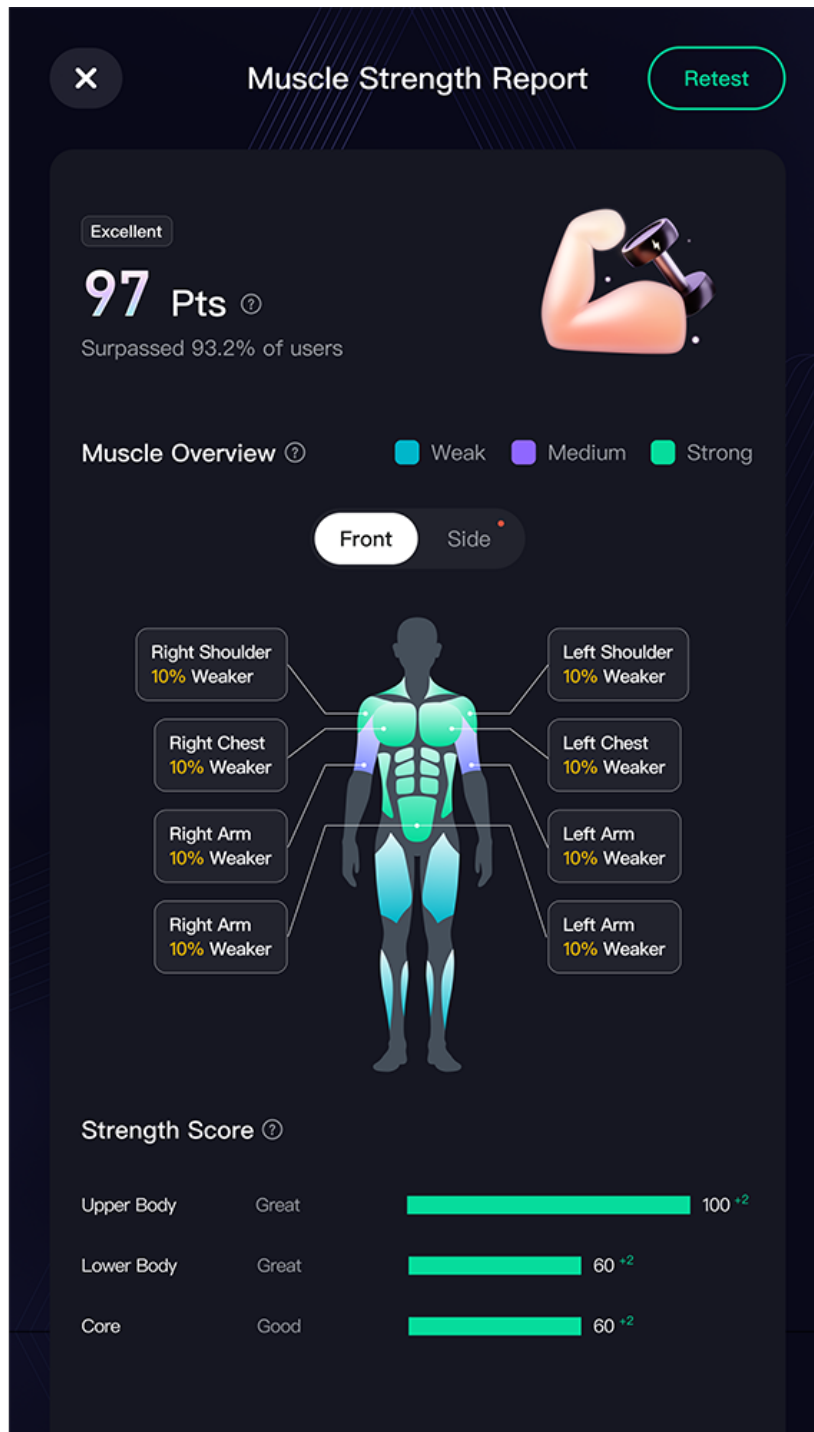 Muscle Strength Report
Retest
Excellent
97 Pts ?
Surpassed 93.2% of users
Muscle Overview ?
Weak
Medium
Strong
Front
Side
Right Shoulder
10% Weaker
Left Shoulder
10% Weaker
Right Chest
10% Weaker
Left Chest
10% Weaker
Right Arm
10% Weaker
Left Arm
10% Weaker
Right Arm
10% Weaker
Left Arm
10% Weaker
Strength Score ?
Upper Body Great 100 +2
Lower Body Great 60 +2
Core Good 60 +2